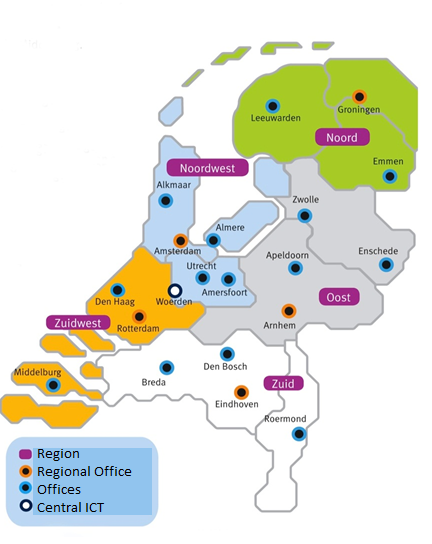 Leeuwarden
Groningen
Noord
Emmen
Noordwest
Alkmaar
Zwolle
Almere
Amsterdam
Apeldoorn
Enschede
Utrecht
Amersfoort
Den Haag
Woerden
Oost
Zuidwest
Rotterdam
Arnhem
Den Bosch
Middelburg
Breda
Zuid
Eindhoven
Roermond
Region
Regional Office
Offices
Central ICT